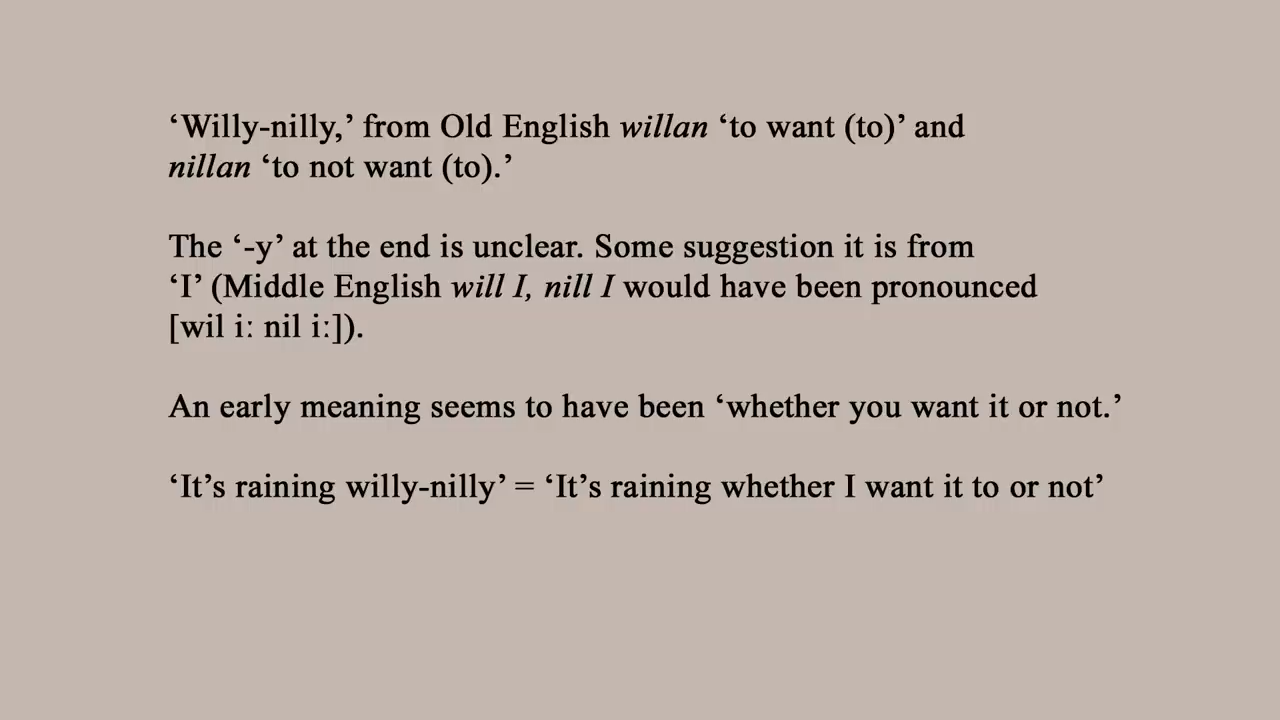 ‘Willy-nilly,’ from Old English willan ‘to want (to)’ and
nillan ‘to not want (to).’
The ‘-y’ at the end is unclear. Some suggestion it is from
‘I’ (Middle English will I, nill I would have been pronounced
[wil iː nil iː]).
An early meaning seems to have been ‘whether you want it or not.’
‘It’s raining willy-nilly’ = ‘It’s raining whether I want it to or not’